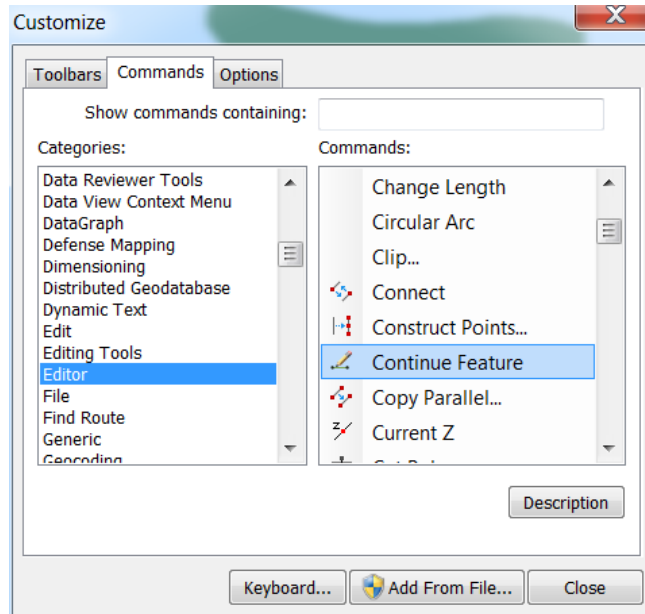 Customize
X
Toolbars Commands Options
Show commands containing:
Categories: Commands:
Data Reviewer Tools
Data View Context Menu
DataGraph
Defense Mapping
Dimensioning
Distributed Geodatabase
Dynamic Text
Edit
Editing Tools
Editor
File
Find Route
Generic
Geocoding
Change Length
Circular Arc
Clip...
Connect
Construct Points...
Continue Feature
Copy Parallel...
Current Z
Description
Keyboard... Add From File... Close